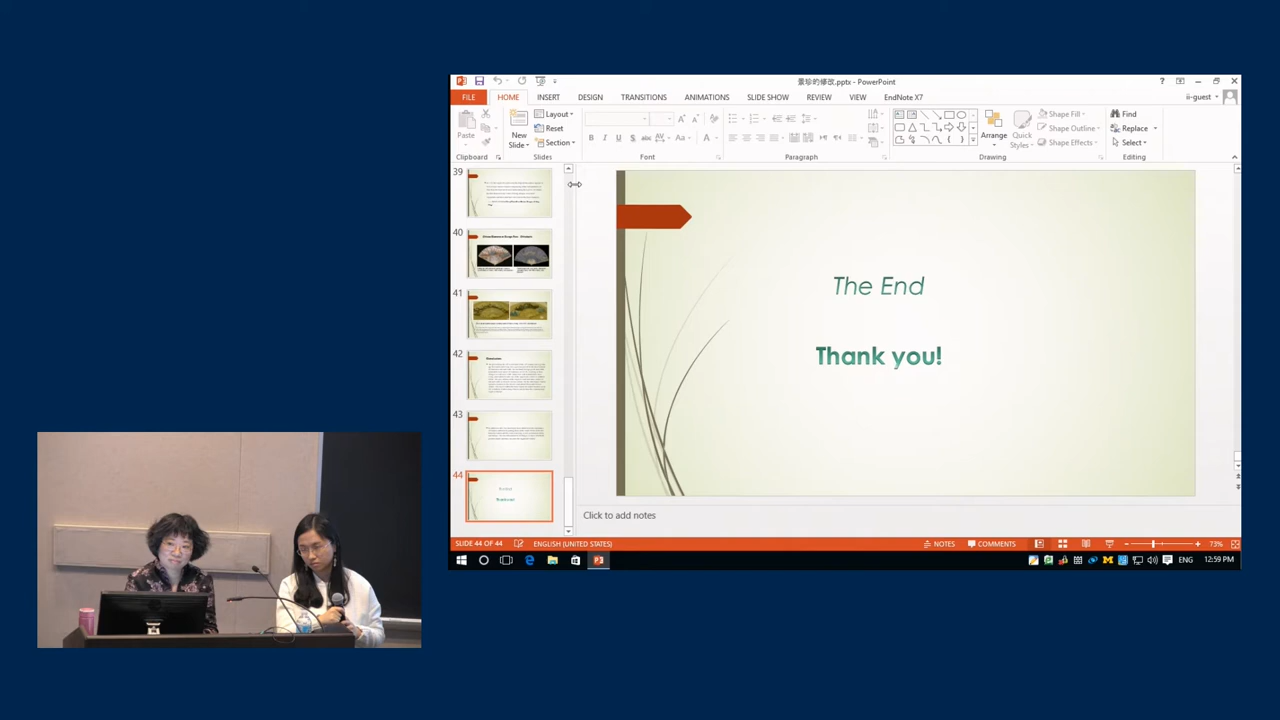 景珍的修改.pptx - PowerPoint
ii-guest
FILE HOME INSERT DESIGN TRANSITIONS ANIMATIONS SLIDE SHOW REVIEW VIEW EndNote X7
Paste
New
Slide
Layout
Reset
Section
Arrange
Quick
Styles
Shape Fill
Shape Outline
Shape Effects
Find
Replace
Select
Clipboard Slides Font Paragraph Drawing Editing
39
40
41
42
43
44
The End
Thank you!
Click to add notes
SLIDE 44 OF 44 ENGLISH (UNITED STATES) NOTES COMMENTS 73%
ENG 12:59 PM